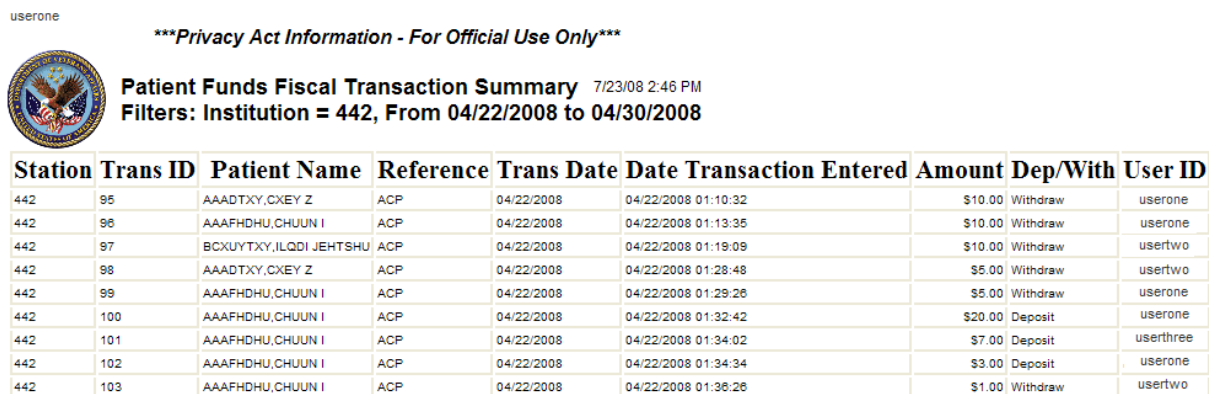 userone
***Privacy Act Information - For Official Use Only***
Patient Funds Fiscal Transaction Summary 7/23/08 2:46 PM
Filters: Institution = 442, From 04/22/2008 to 04/30/2008
Station Trans ID Patient Name Reference Trans Date Date Transaction Entered Amount Dep/With User ID
442 95 AAADTXY,CXEY Z ACP 04/22/2008 04/22/2008 01:10:32 $10.00 Withdraw userone
442 96 AAAFHDHU,CHUUN I ACP 04/22/2008 04/22/2008 01:13:35 $10.00 Withdraw userone
442 97 BCXUYTXY,ILQDI JEHTSHU ACP 04/22/2008 04/22/2008 01:19:09 $10.00 Withdraw usertwo
442 98 AAADTXY,CXEY Z ACP 04/22/2008 04/22/2008 01:28:48 $5.00 Withdraw usertwo
442 99 AAAFHDHU,CHUUN I ACP 04/22/2008 04/22/2008 01:29:26 $5.00 Withdraw userone
442 100 AAAFHDHU,CHUUN I ACP 04/22/2008 04/22/2008 01:32:42 $20.00 Deposit userone
442 101 AAAFHDHU,CHUUN I ACP 04/22/2008 04/22/2008 01:34:02 $7.00 Deposit userthree
442 102 AAAFHDHU,CHUUN I ACP 04/22/2008 04/22/2008 01:34:34 $3.00 Deposit userone
442 103 AAAFHDHU,CHUUN I ACP 04/22/2008 04/22/2008 01:36:26 $1.00 Withdraw usertwo